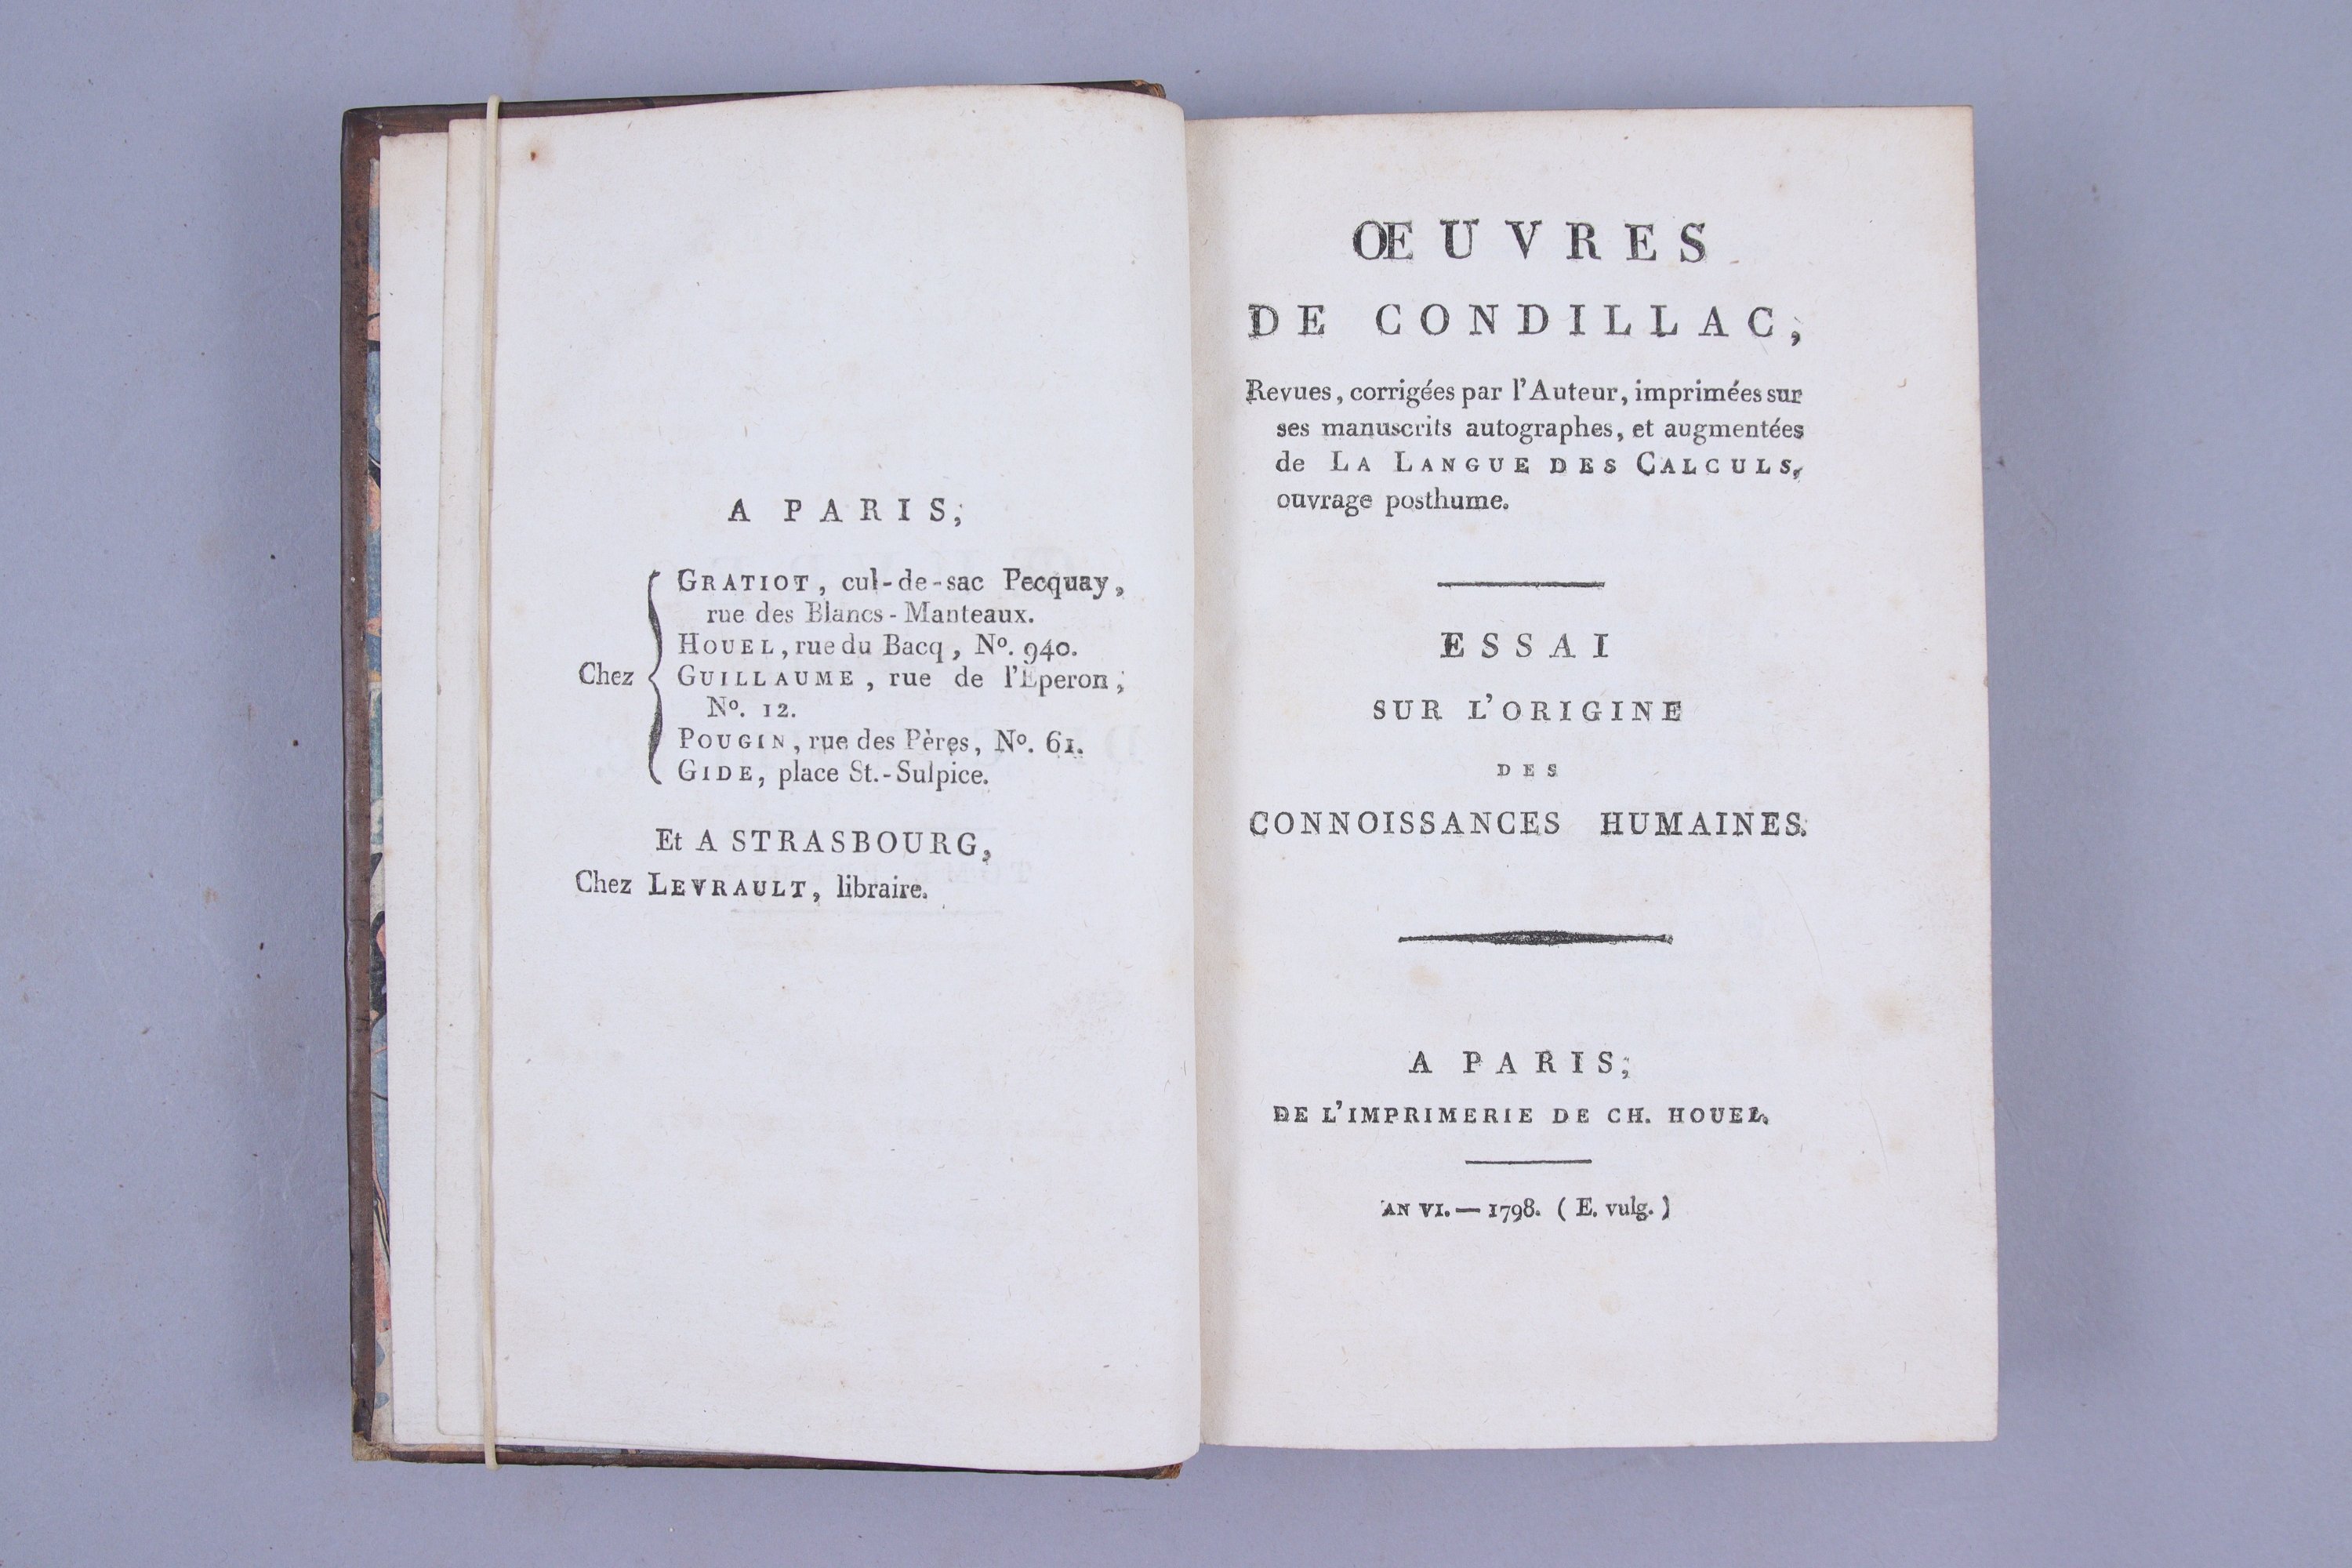 A PARIS,
Chez
GRATIOT, cul-de-sac Pecquay,
rue des Blancs-Manteaux.
HOUEL, rue du Bacq, Nº. 940.
GUILLAUME, rue de l'Eperon,
Nº. 12.
POUGIN, rue des Pères, Nº. 61.
GIDE, place St.-Sulpice.
Et A STRASBOURG,
Chez LEVRAULT, libraire.
ŒUVRES
DE CONDILLAC,
Revues, corrigées par l'Auteur, imprimées sur
ses manuscrits autographes, et augmentées
de LA LANGUE DES CALCULS,
ouvrage posthume.
ESSAI
SUR L'ORIGINE
DES
CONNOISSANCES HUMAINES.
A PARIS,
DE L'IMPRIMERIE DE CH. HOUEL.
AN VI. — 1798. (E. vulg.)